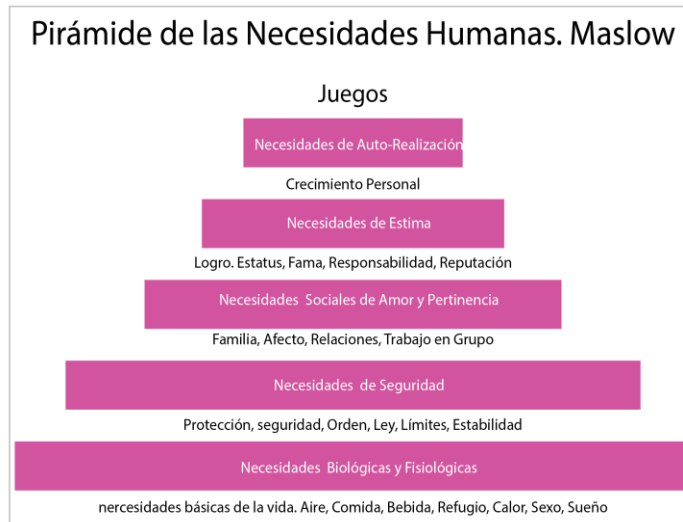 Pirámide de las Necesidades Humanas. Maslow
Juegos
Necesidades de Auto-Realización
Crecimiento Personal
Necesidades de Estima
Logro. Estatus, Fama, Responsabilidad, Reputación
Necesidades Sociales de Amor y Pertinencia
Familia, Afecto, Relaciones, Trabajo en Grupo
Necesidades de Seguridad
Protección, seguridad, Orden, Ley, Límites, Estabilidad
Necesidades Biológicas y Fisiológicas
nercesidades básicas de la vida. Aire, Comida, Bebida, Refugio, Calor, Sexo, Sueño